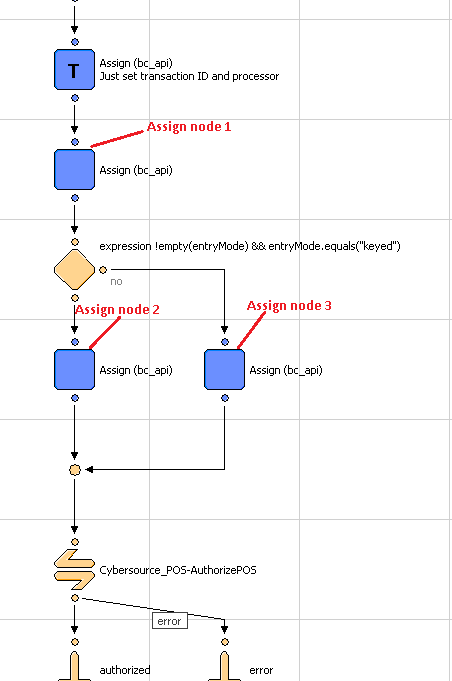 Assign (bc_api)
T
Just set transaction ID and processor
Assign node 1
Assign (bc_api)
expression !empty(entryMode) && entryMode.equals("keyed")
no
Assign node 2
Assign node 3
Assign (bc_api)
Assign (bc_api)
Cybersource_POS-AuthorizePOS
error
authorized
error